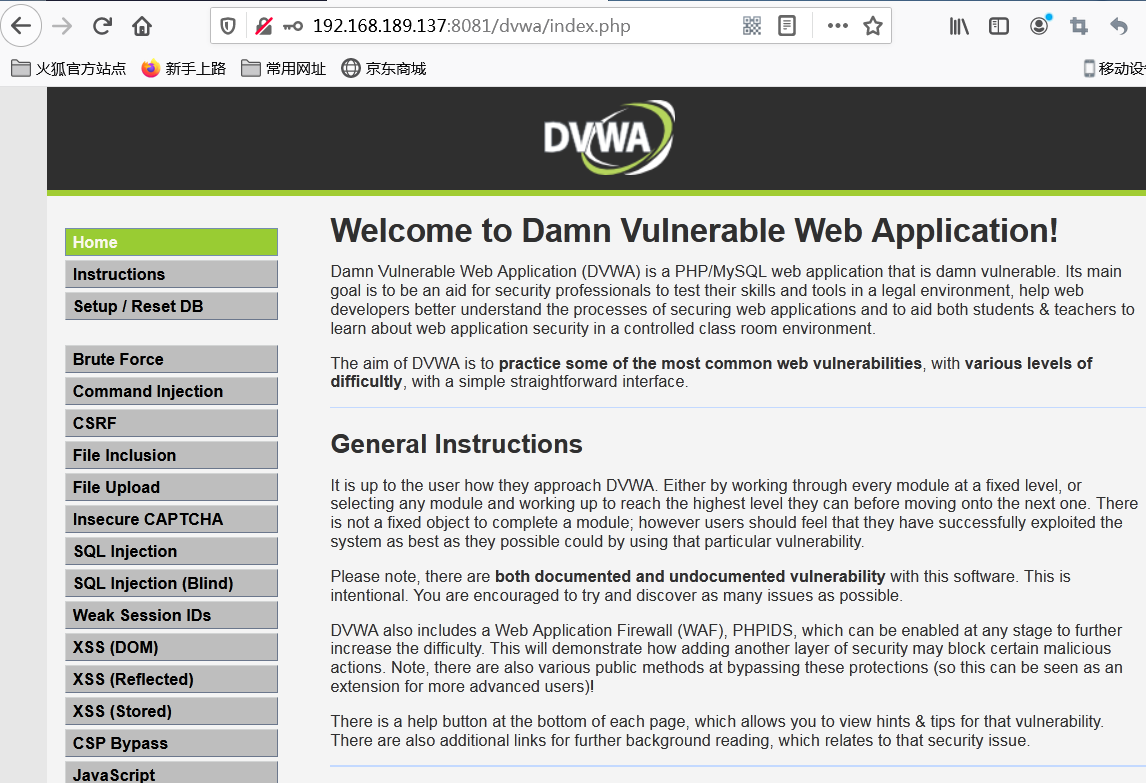 192.168.189.137:8081/dvwa/index.php
火狐官方站点 新手上路 常用网址 京东商城 移动设
DVWA
Home
Instructions
Setup / Reset DB
Brute Force
Command Injection
CSRF
File Inclusion
File Upload
Insecure CAPTCHA
SQL Injection
SQL Injection (Blind)
Weak Session IDs
XSS (DOM)
XSS (Reflected)
XSS (Stored)
CSP Bypass
JavaScript
Welcome to Damn Vulnerable Web Application!
Damn Vulnerable Web Application (DVWA) is a PHP/MySQL web application that is damn vulnerable. Its main
goal is to be an aid for security professionals to test their skills and tools in a legal environment, help web
developers better understand the processes of securing web applications and to aid both students & teachers to
learn about web application security in a controlled class room environment.
The aim of DVWA is to practice some of the most common web vulnerabilities, with various levels of
difficultly, with a simple straightforward interface.
General Instructions
It is up to the user how they approach DVWA. Either by working through every module at a fixed level, or
selecting any module and working up to reach the highest level they can before moving onto the next one. There
is not a fixed object to complete a module; however users should feel that they have successfully exploited the
system as best as they possible could by using that particular vulnerability.
Please note, there are both documented and undocumented vulnerability with this software. This is
intentional. You are encouraged to try and discover as many issues as possible.
DVWA also includes a Web Application Firewall (WAF), PHPIDS, which can be enabled at any stage to further
increase the difficulty. This will demonstrate how adding another layer of security may block certain malicious
actions. Note, there are also various public methods at bypassing these protections (so this can be seen as an
extension for more advanced users)!
There is a help button at the bottom of each page, which allows you to view hints & tips for that vulnerability.
There are also additional links for further background reading, which relates to that security issue.